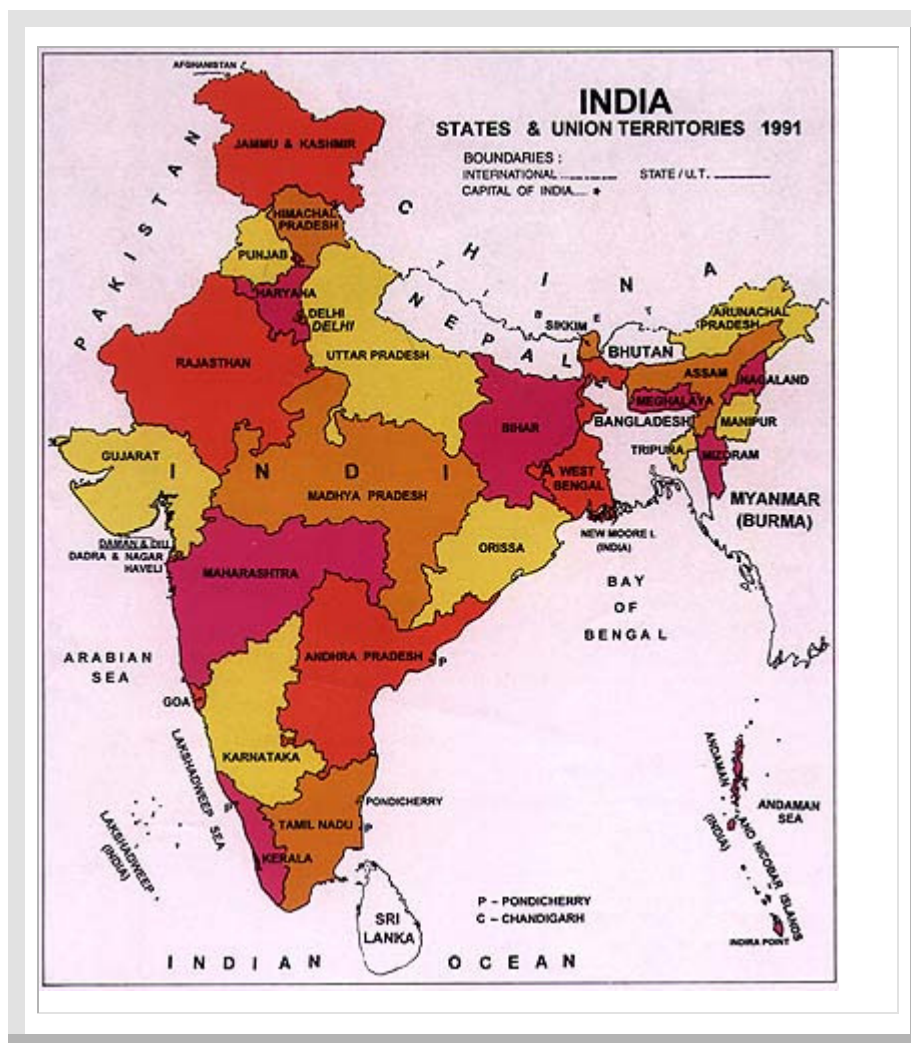 AFGHANISTAN
INDIA
STATES & UNION TERRITORIES 1991
BOUNDARIES :
INTERNATIONAL STATE / U.T.
CAPITAL OF INDIA.... *
PAKISTAN
JAMMU & KASHMIR
CHINA
TIBET
HIMACHAL
PRADESH
PUNJAB
HARYANA
DELHI
DELHI
NEPAL
SIKKIM
BHUTAN
ARUNACHAL
PRADESH
RAJASTHAN
UTTAR PRADESH
ASSAM
NAGALAND
MEGHALAYA
BIHAR
BANGLADESH
MANIPUR
GUJARAT
TRIPURA
MIZORAM
INDIA
WEST
BENGAL
MADHYA PRADESH
MYANMAR
(BURMA)
NEW MOORE I.
(INDIA)
DAMAN & DIU
DADRA & NAGAR
HAVELI
ORISSA
MAHARASHTRA
BAY
OF
BENGAL
ARABIAN
SEA
ANDHRA PRADESH
P
GOA
KARNATAKA
LAKSHADWEEP SEA
P
PONDICHERRY
TAMIL NADU
P
KERALA
LAKSHADWEEP
(INDIA)
ANDAMAN
AND NICOBAR ISLANDS
(INDIA)
ANDAMAN
SEA
P – PONDICHERRY
C – CHANDIGARH
SRI
LANKA
INDIRA POINT
INDIAN OCEAN